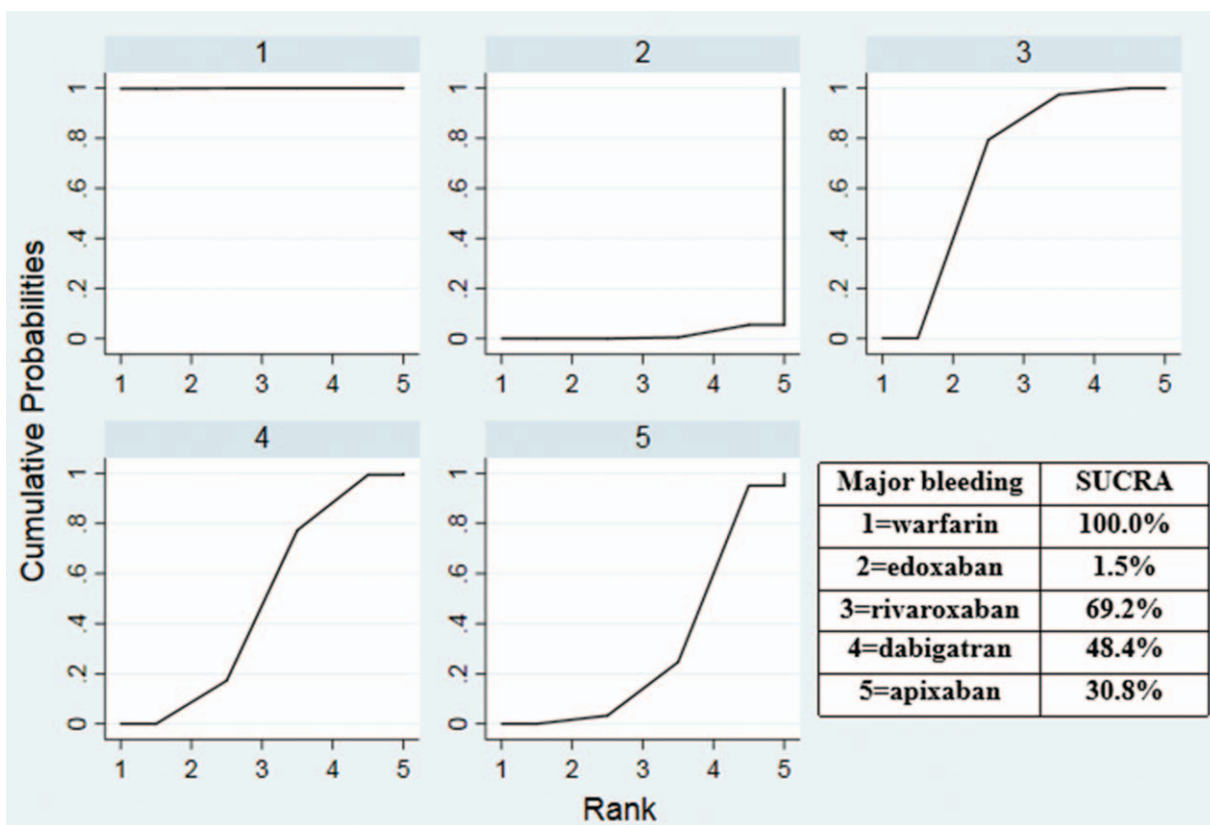 1
2
3
Cumulative Probabilities
0 .2 .4 .6 .8 1
0 .2 .4 .6 .8 1
0 .2 .4 .6 .8 1
1 2 3 4 5
1 2 3 4 5
1 2 3 4 5
4
5
0 .2 .4 .6 .8 1
0 .2 .4 .6 .8 1
1 2 3 4 5
1 2 3 4 5
Rank
Major bleeding SUCRA
1=warfarin 100.0%
2=edoxaban 1.5%
3=rivaroxaban 69.2%
4=dabigatran 48.4%
5=apixaban 30.8%